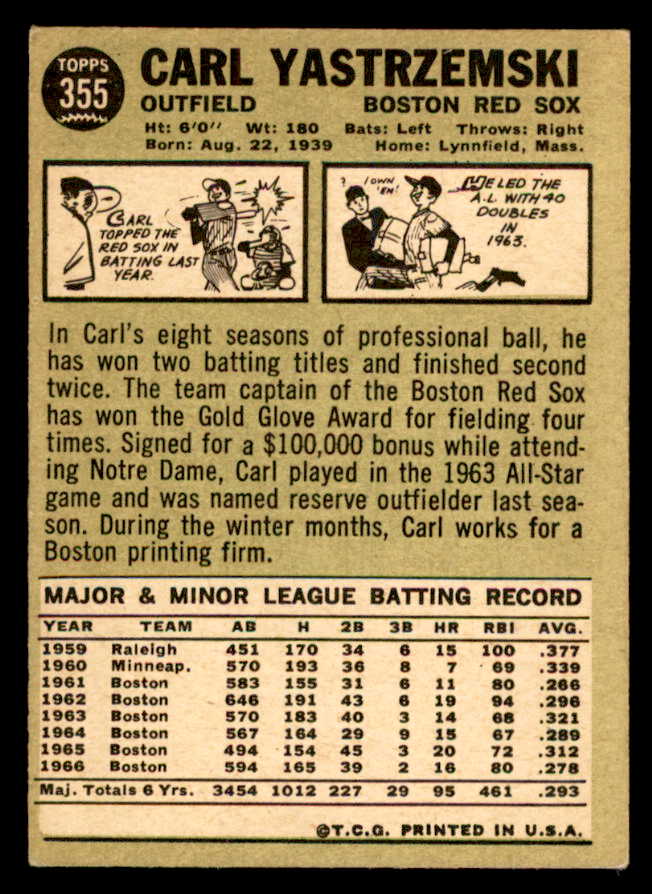 TOPPS
355
CARL YASTRZEMSKI
OUTFIELD BOSTON RED SOX
Ht: 6'0" Wt: 180 Bats: Left Throws: Right
Born: Aug. 22, 1939 Home: Lynnfield, Mass.
CARL
TOPPED THE
RED SOX IN
BATTING LAST
YEAR.
?
I OWN
'EM!
HE LED THE
A.L. WITH 40
DOUBLES
IN
1963.
In Carl's eight seasons of professional ball, he
has won two batting titles and finished second
twice. The team captain of the Boston Red Sox
has won the Gold Glove Award for fielding four
times. Signed for a $100,000 bonus while attend-
ing Notre Dame, Carl played in the 1963 All-Star
game and was named reserve outfielder last sea-
son. During the winter months, Carl works for a
Boston printing firm.
MAJOR & MINOR LEAGUE BATTING RECORD
YEAR TEAM AB H 2B 3B HR RBI AVG.
1959 Raleigh 451 170 34 6 15 100 .377
1960 Minneap. 570 193 36 8 7 69 .339
1961 Boston 583 155 31 6 11 80 .266
1962 Boston 646 191 43 6 19 94 .296
1963 Boston 570 183 40 3 14 68 .321
1964 Boston 567 164 29 9 15 67 .289
1965 Boston 494 154 45 3 20 72 .312
1966 Boston 594 165 39 2 16 80 .278
Maj. Totals 6 Yrs. 3454 1012 227 29 95 461 .293
©T.C.G. PRINTED IN U.S.A.